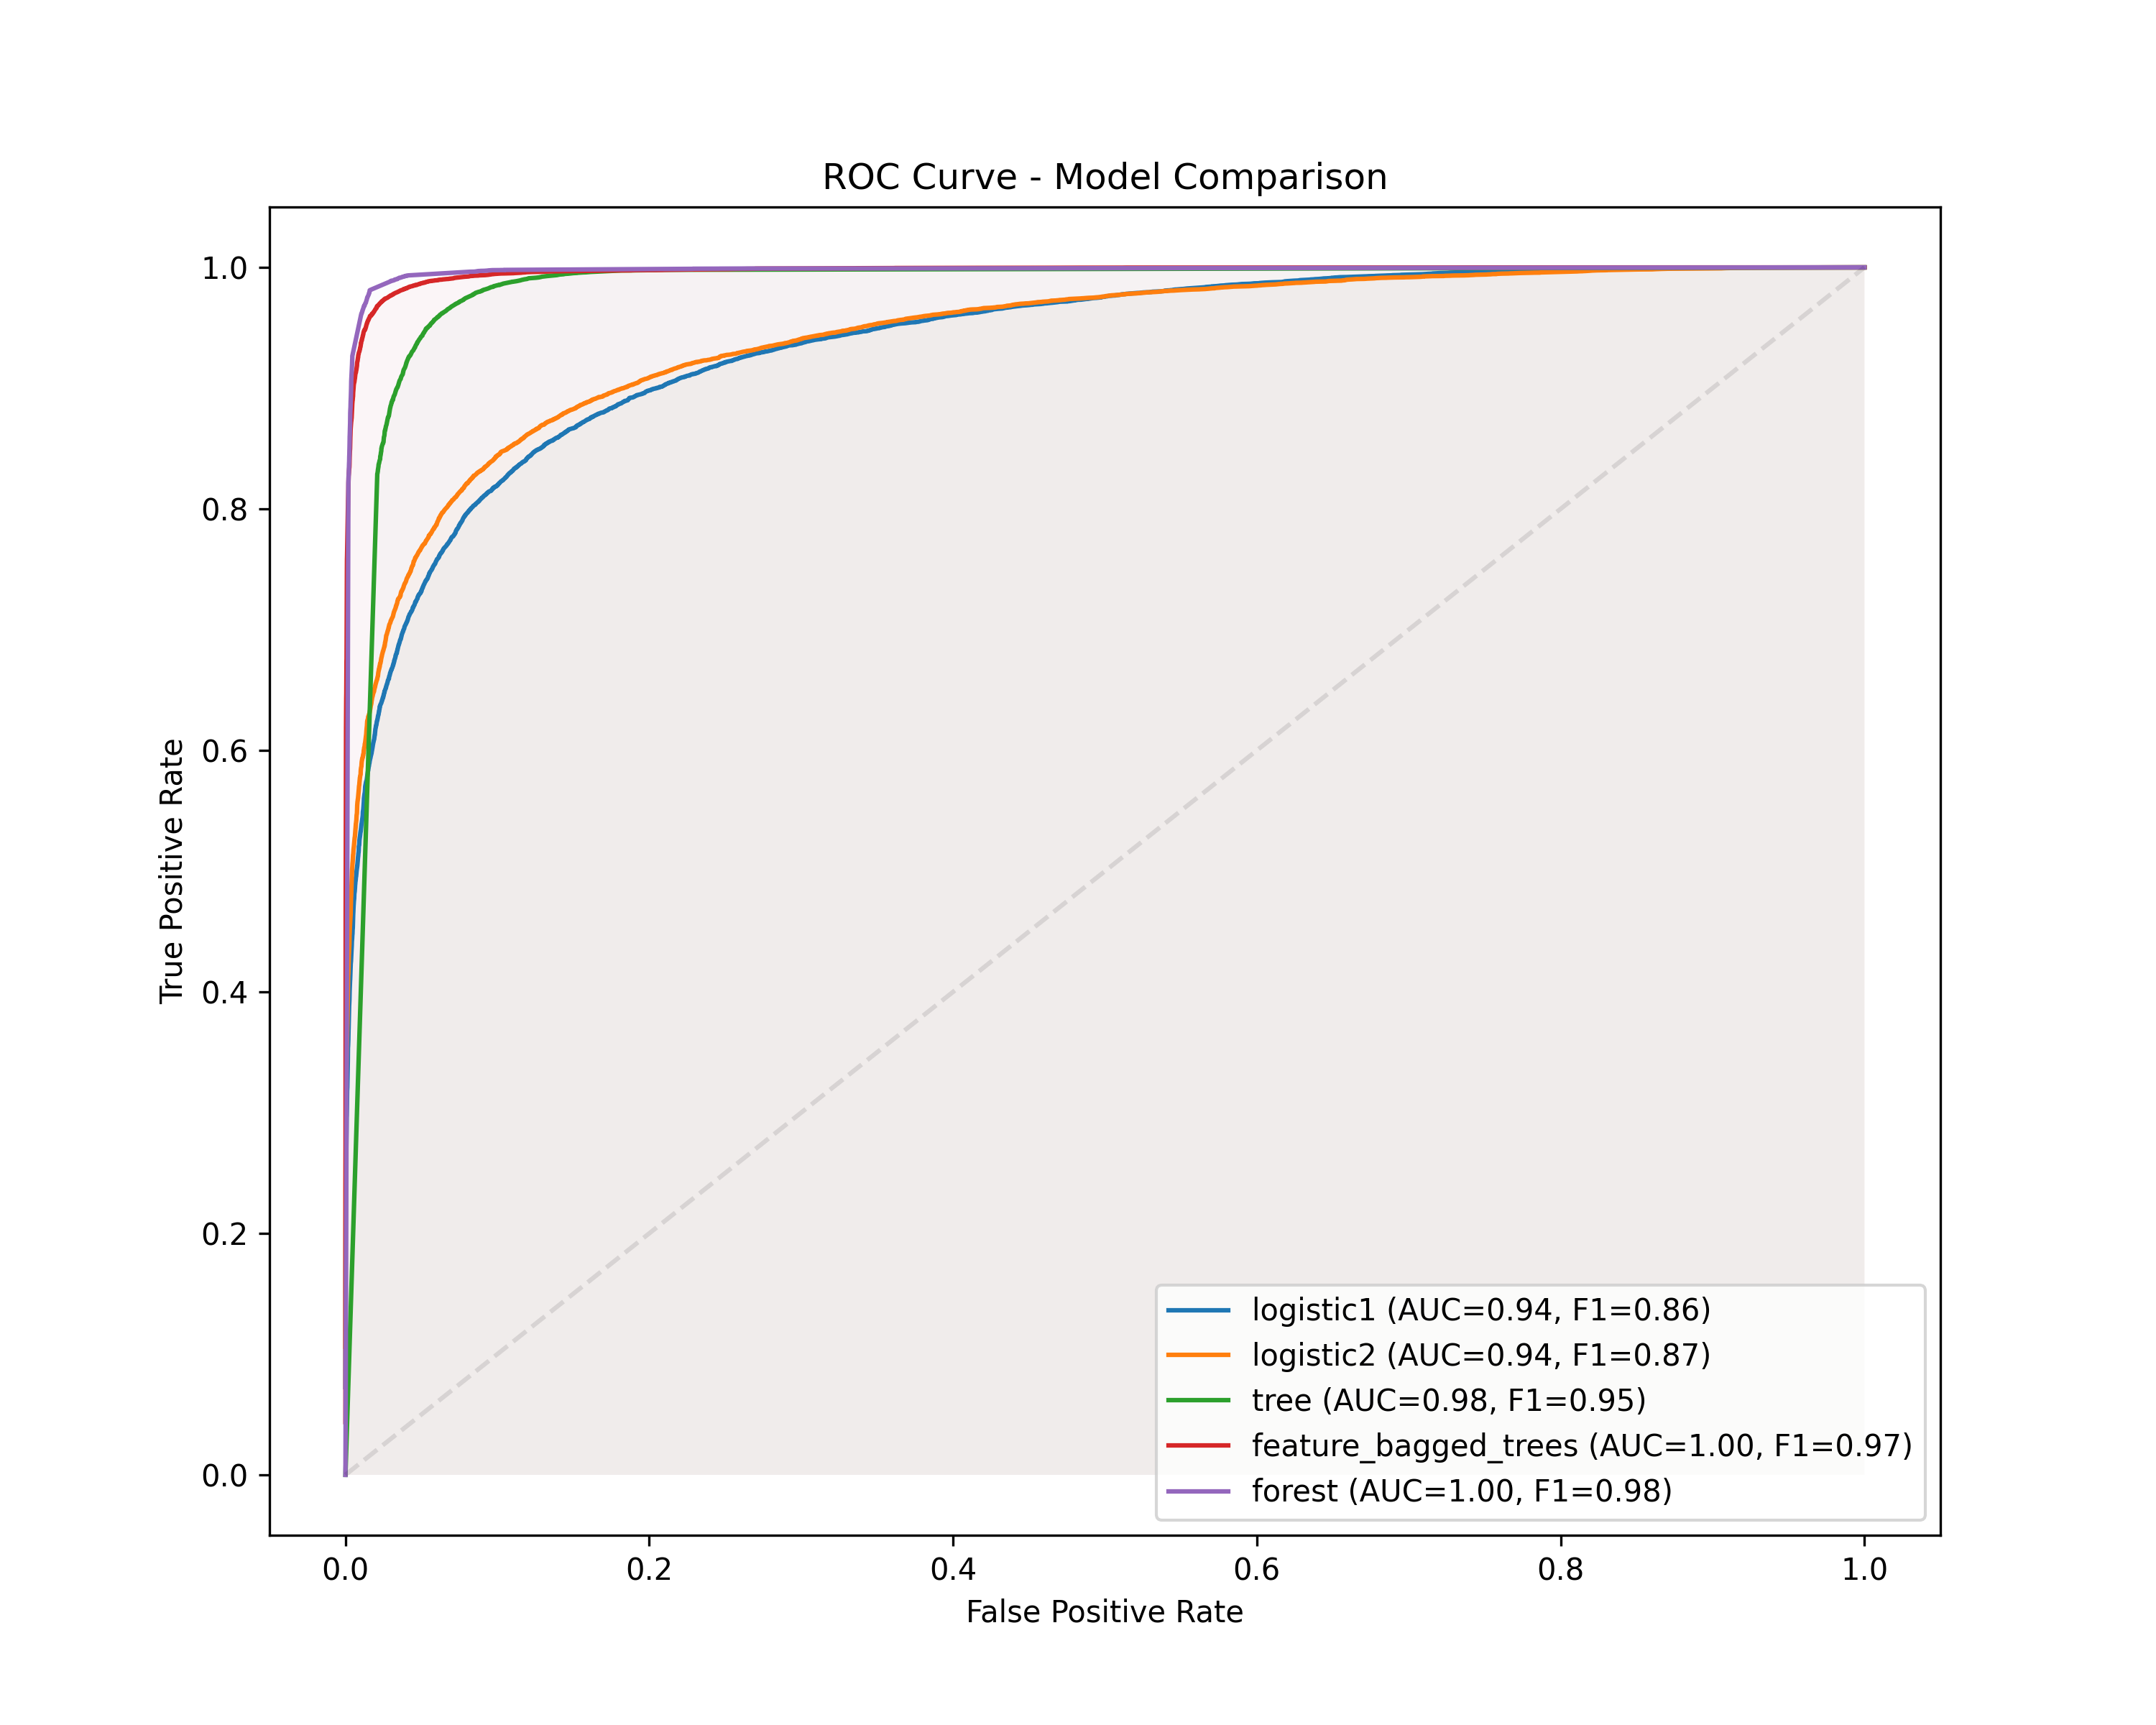 ROC Curve - Model Comparison
True Positive Rate
1.0
0.8
0.6
0.4
0.2
0.0
logistic1 (AUC=0.94, F1=0.86)
logistic2 (AUC=0.94, F1=0.87)
tree (AUC=0.98, F1=0.95)
feature_bagged_trees (AUC=1.00, F1=0.97)
forest (AUC=1.00, F1=0.98)
0.0 0.2 0.4 0.6 0.8 1.0
False Positive Rate